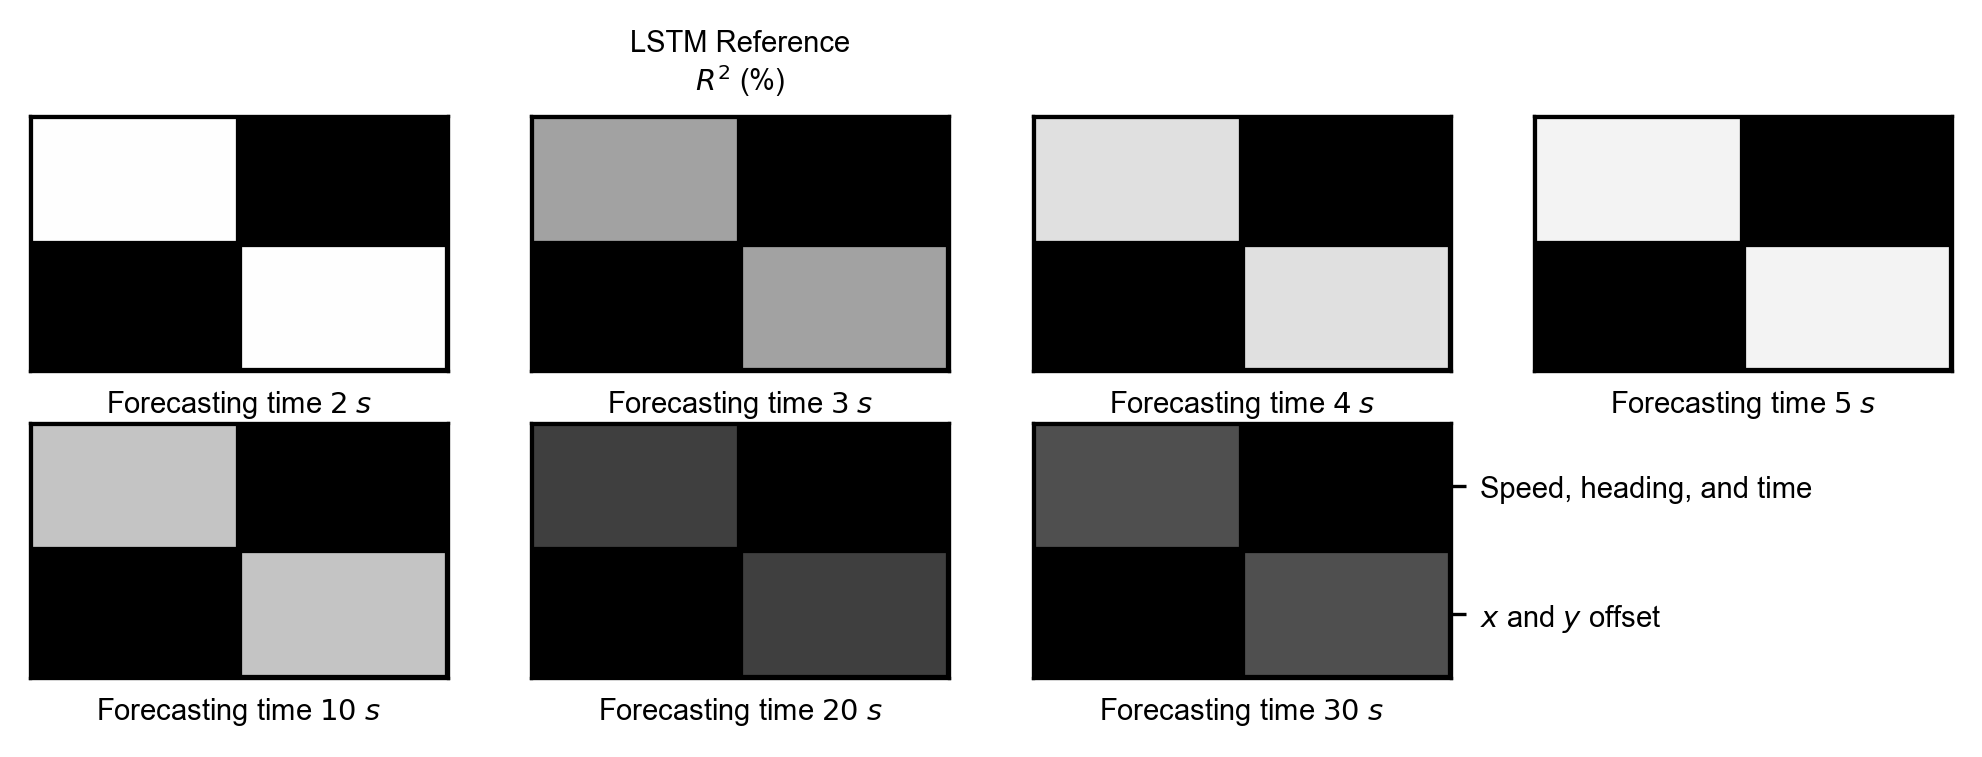 LSTM Reference
R² (%)
Forecasting time 2 s
Forecasting time 3 s
Forecasting time 4 s
Forecasting time 5 s
Speed, heading, and time
x and y offset
Forecasting time 10 s
Forecasting time 20 s
Forecasting time 30 s